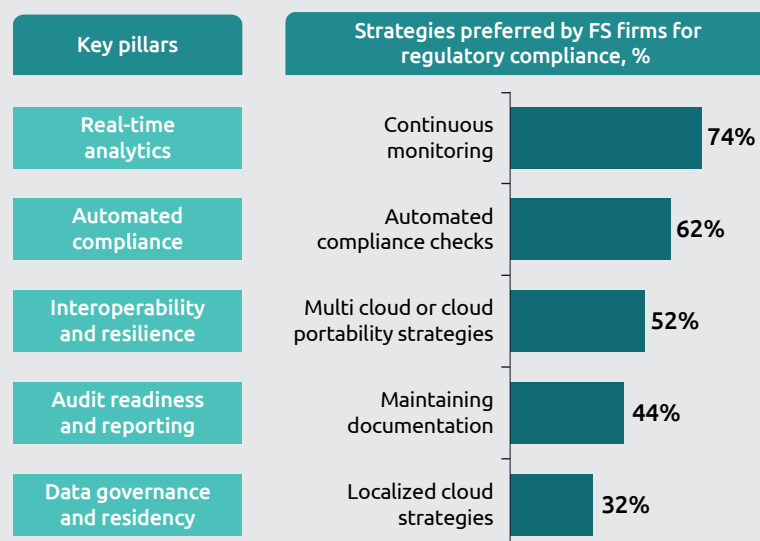 Key pillars
Strategies preferred by FS firms for
regulatory compliance, %
Real-time
analytics
Continuous
monitoring
74%
Automated
compliance
Automated
compliance checks
62%
Interoperability
and resilience
Multi cloud or cloud
portability strategies
52%
Audit readiness
and reporting
Maintaining
documentation
44%
Data governance
and residency
Localized cloud
strategies
32%